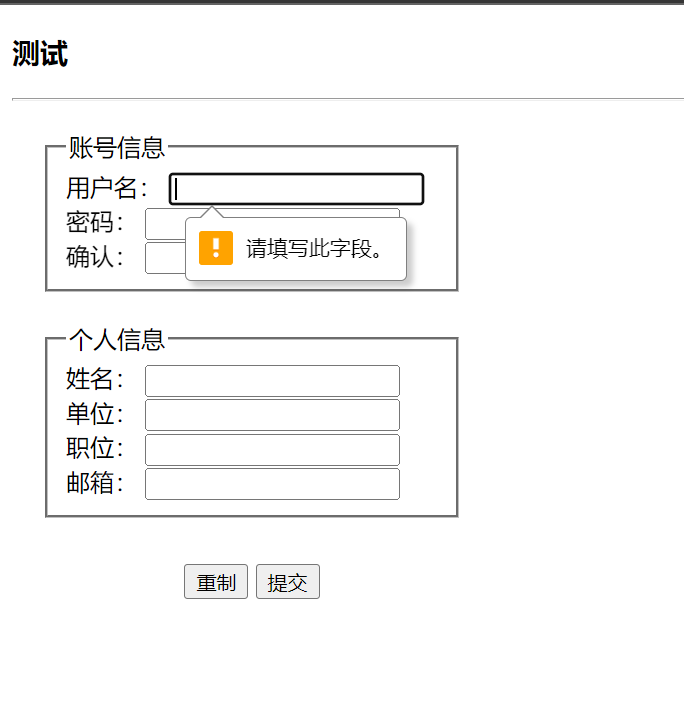 测试
账号信息
用户名：
密码：
确认：
请填写此字段。
个人信息
姓名：
单位：
职位：
邮箱：
重制 提交